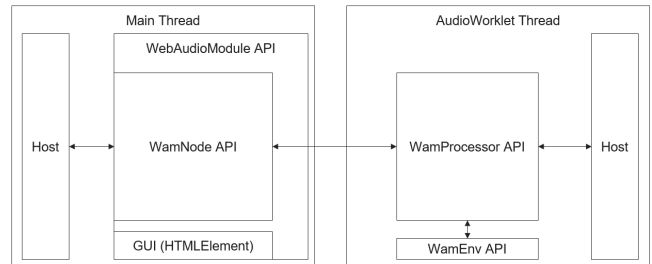 Main Thread
AudioWorklet Thread
WebAudioModule API
Host
WamNode API
WamProcessor API
Host
GUI (HTMLElement)
WamEnv API